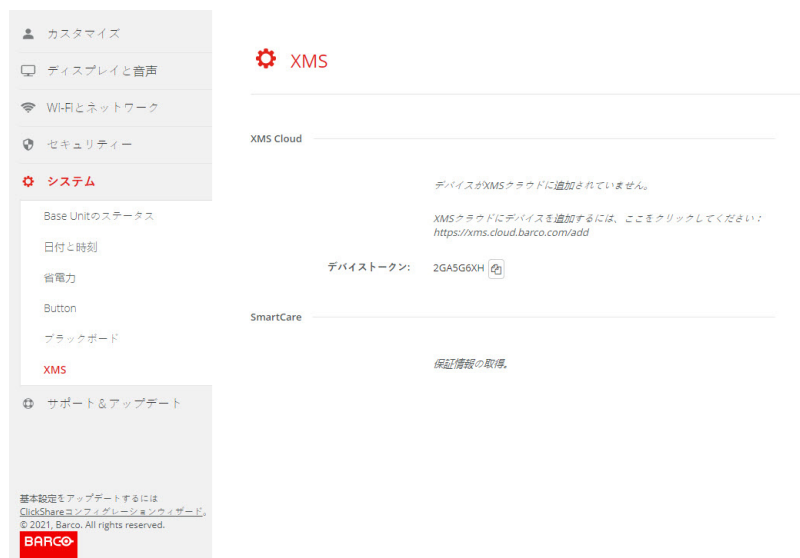 カスタマイズ
ディスプレイと音声
Wi-Fiとネットワーク
セキュリティー
システム
Base Unitのステータス
日付と時刻
省電力
Button
ブラックボード
XMS
サポート＆アップデート
基本設定をアップデートするには
ClickShareコンフィグレーションウィザード。
© 2021, Barco. All rights reserved.
BARCO
XMS
XMS Cloud
デバイスがXMSクラウドに追加されていません。
XMSクラウドにデバイスを追加するには、ここをクリックしてください：
https://xms.cloud.barco.com/add
デバイストークン: 2GA5G6XH
SmartCare
保証情報の取得。